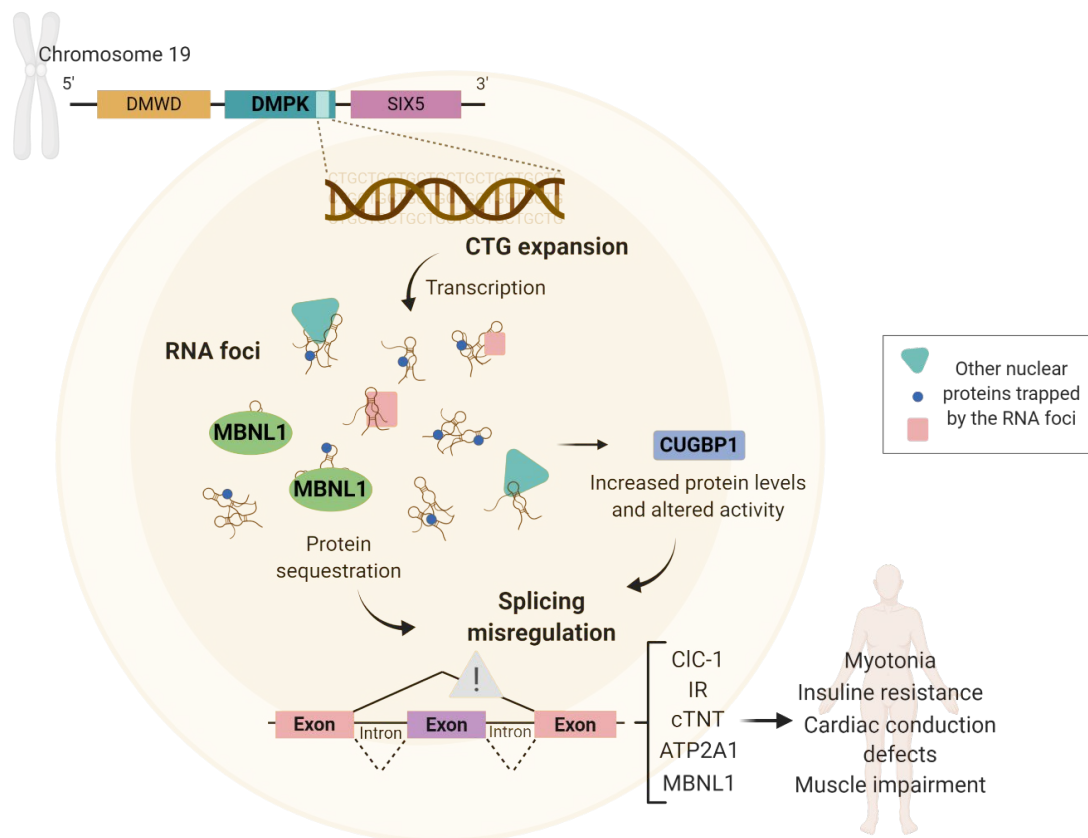 Chromosome 19
5'
3'
DMWD
DMPK
SIX5
CTG expansion
Transcription
RNA foci
MBNL1
MBNL1
CUGBP1
Increased protein levels
and altered activity
Protein
sequestration
Splicing
misregulation
!
Exon
Intron
Exon
Intron
Exon
ClC-1
IR
cTNT
ATP2A1
MBNL1
Myotonia
Insuline resistance
Cardiac conduction
defects
Muscle impairment
Other nuclear
proteins trapped
by the RNA foci